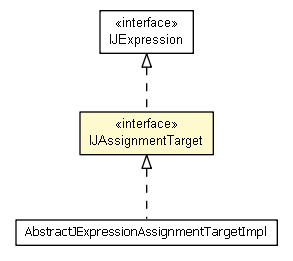 «interface»
IJExpression
«interface»
IJAssignmentTarget
AbstractJExpressionAssignmentTargetImpl